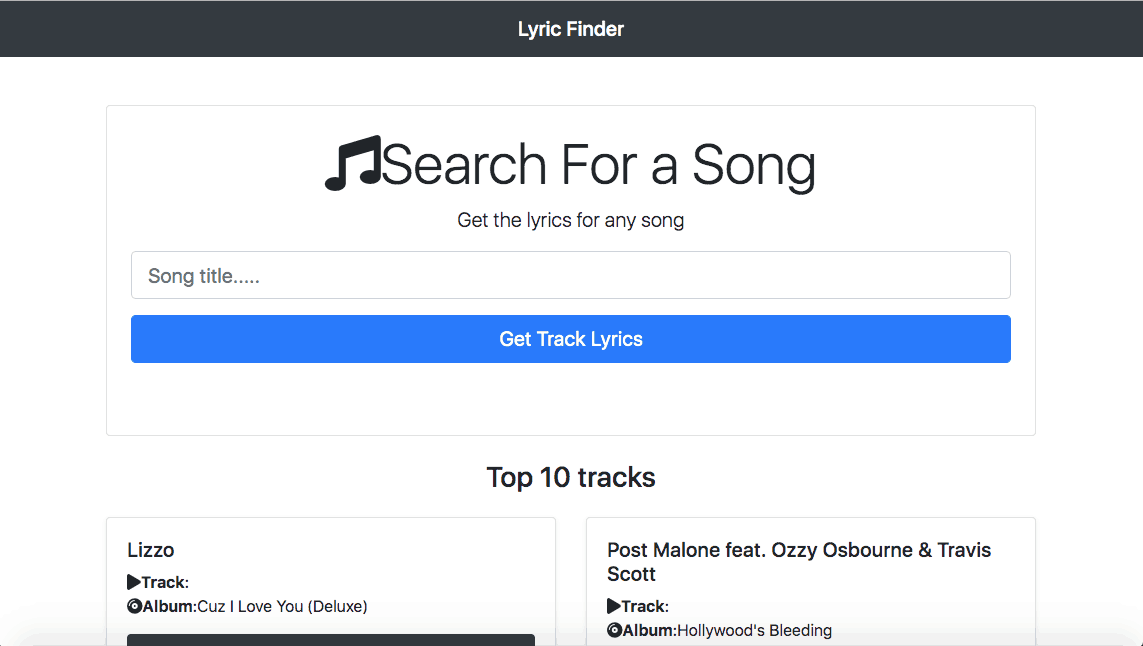 Lyric Finder
Search For a Song
Get the lyrics for any song
Song title.....
Get Track Lyrics
Top 10 tracks
Lizzo
Track:
Album:Cuz I Love You (Deluxe)
Post Malone feat. Ozzy Osbourne & Travis
Scott
Track:
Album:Hollywood's Bleeding